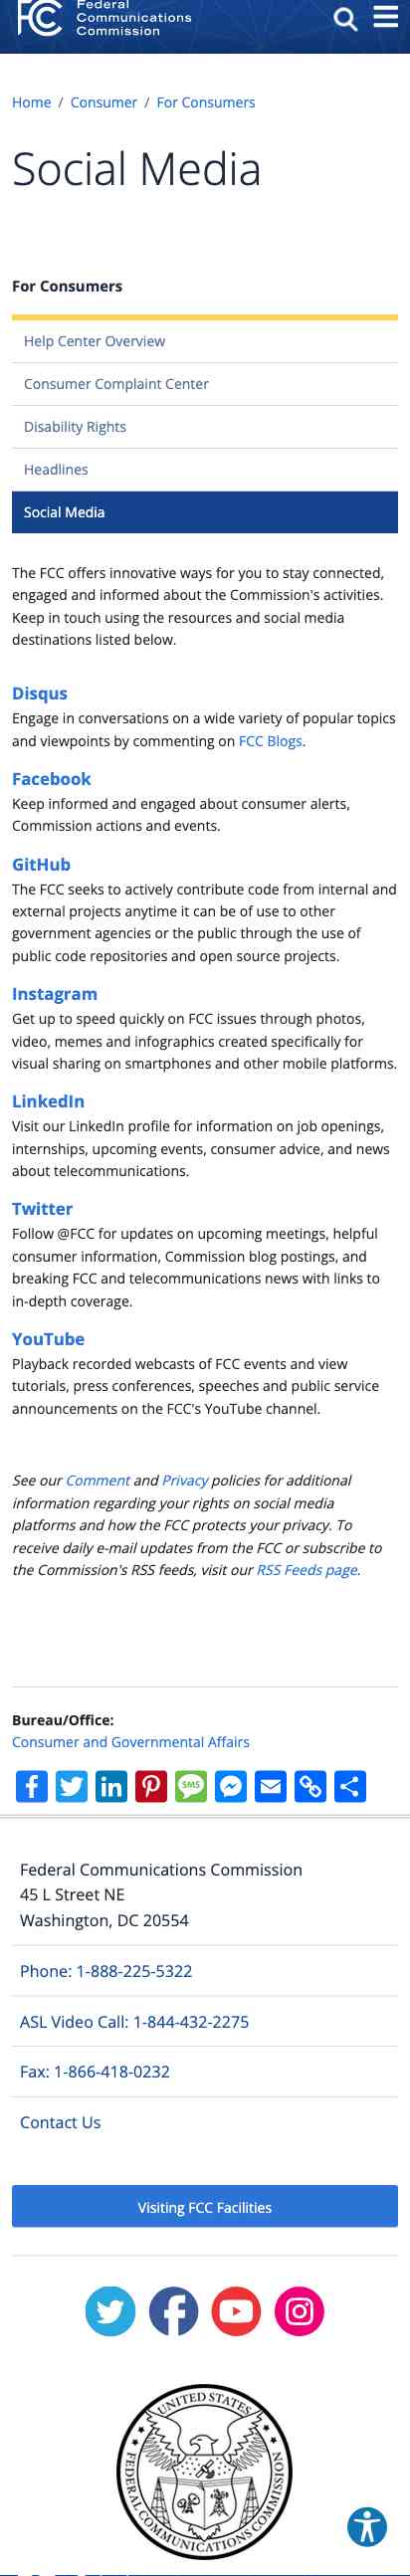 Federal
Communications
Commission
Home / Consumer / For Consumers
Social Media
For Consumers
Help Center Overview
Consumer Complaint Center
Disability Rights
Headlines
Social Media
The FCC offers innovative ways for you to stay connected,
engaged and informed about the Commission's activities.
Keep in touch using the resources and social media
destinations listed below.
Disqus
Engage in conversations on a wide variety of popular topics
and viewpoints by commenting on FCC Blogs.
Facebook
Keep informed and engaged about consumer alerts,
Commission actions and events.
GitHub
The FCC seeks to actively contribute code from internal and
external projects anytime it can be of use to other
government agencies or the public through the use of
public code repositories and open source projects.
Instagram
Get up to speed quickly on FCC issues through photos,
video, memes and infographics created specifically for
visual sharing on smartphones and other mobile platforms.
LinkedIn
Visit our LinkedIn profile for information on job openings,
internships, upcoming events, consumer advice, and news
about telecommunications.
Twitter
Follow @FCC for updates on upcoming meetings, helpful
consumer information, Commission blog postings, and
breaking FCC and telecommunications news with links to
in-depth coverage.
YouTube
Playback recorded webcasts of FCC events and view
tutorials, press conferences, speeches and public service
announcements on the FCC's YouTube channel.
See our Comment and Privacy policies for additional
information regarding your rights on social media
platforms and how the FCC protects your privacy. To
receive daily e-mail updates from the FCC or subscribe to
the Commission's RSS feeds, visit our RSS Feeds page.
Bureau/Office:
Consumer and Governmental Affairs
SMS
Federal Communications Commission
45 L Street NE
Washington, DC 20554
Phone: 1-888-225-5322
ASL Video Call: 1-844-432-2275
Fax: 1-866-418-0232
Contact Us
Visiting FCC Facilities
UNITED STATES
FEDERAL COMMUNICATIONS COMMISSION